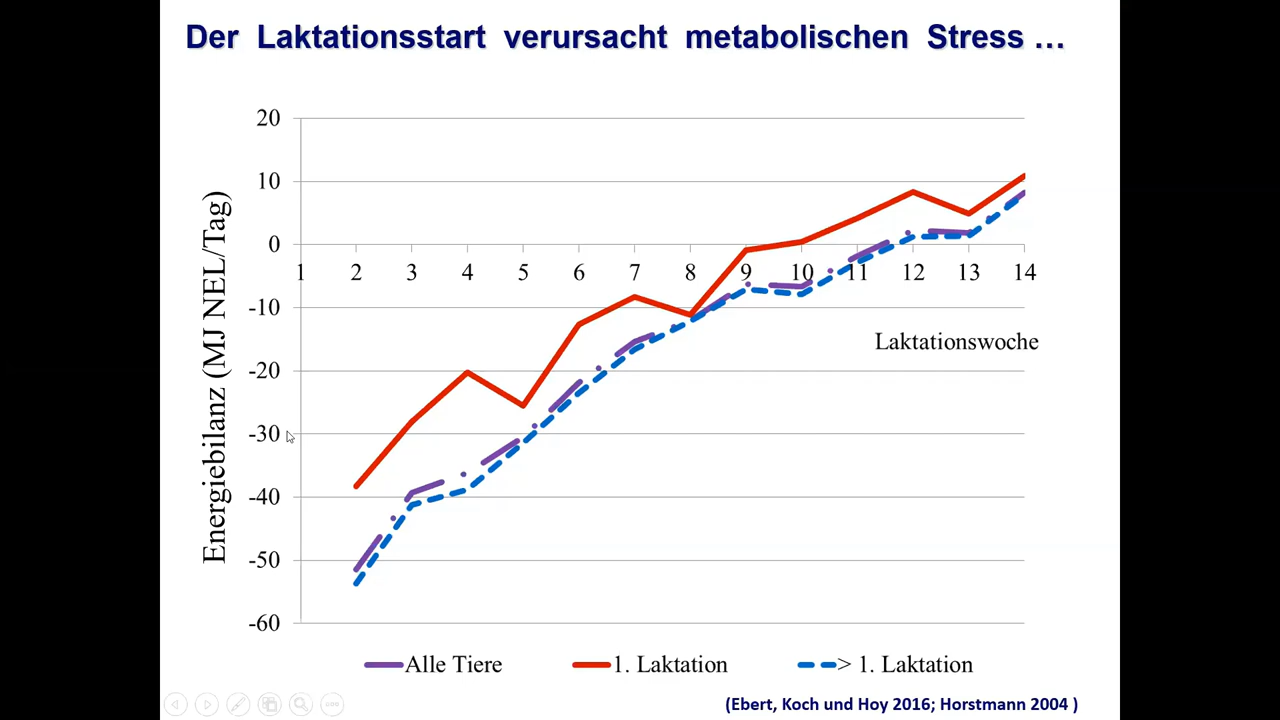 Der Laktationsstart verursacht metabolischen Stress …
Energiebilanz (MJ NEL/Tag)
20
10
0
-10
-20
-30
-40
-50
-60
1 2 3 4 5 6 7 8 9 10 11 12 13 14
Laktationswoche
Alle Tiere 1. Laktation > 1. Laktation
(Ebert, Koch und Hoy 2016; Horstmann 2004 )